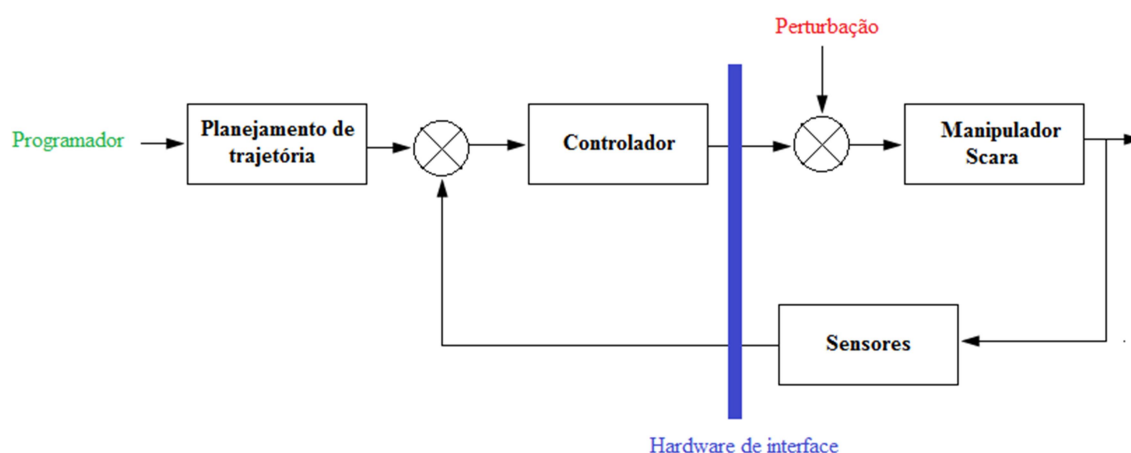 Perturbação
Programador
Planejamento de
trajetória
Controlador
Manipulador
Scara
Sensores
Hardware de interface